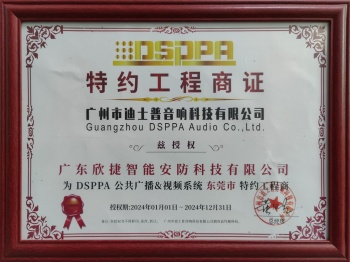 DSPPA
特约工程商证
广州市迪士普音响科技有限公司
Guangzhou DSPPA Audio Co.,Ltd.
兹授权
广东欣捷智能安防科技有限公司
为 DSPPA 公共广播&视频系统 东莞市 特约工程商
授权期:2024年01月01日－2024年12月31日